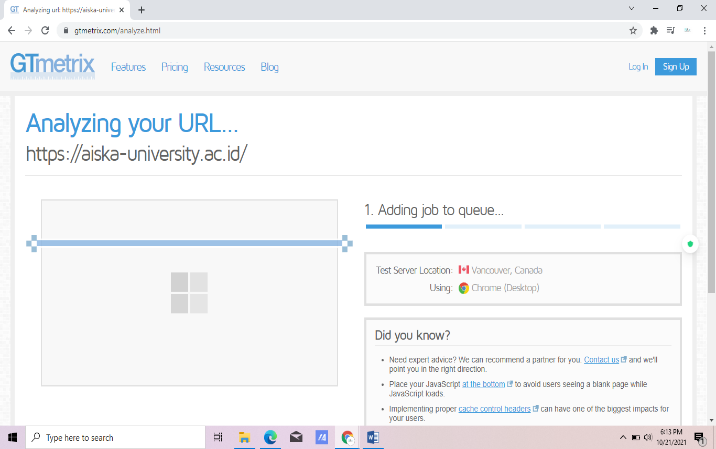 GT Analyzing url: https://aiska-univers
gtmetrix.com/analyze.html
GTmetrix
Features Pricing Resources Blog
Log In Sign Up
Analyzing your URL...
https://aiska-university.ac.id/
1. Adding job to queue...
Test Server Location: Vancouver, Canada
Using: Chrome (Desktop)
Did you know?
• Need expert advice? We can recommend a partner for you. Contact us and we'll
point you in the right direction.
• Place your JavaScript at the bottom to avoid users seeing a blank page while
JavaScript loads
• Implementing proper cache control headers can have one of the biggest impacts for
your users.
Type here to search
6:13 PM
10/21/2021